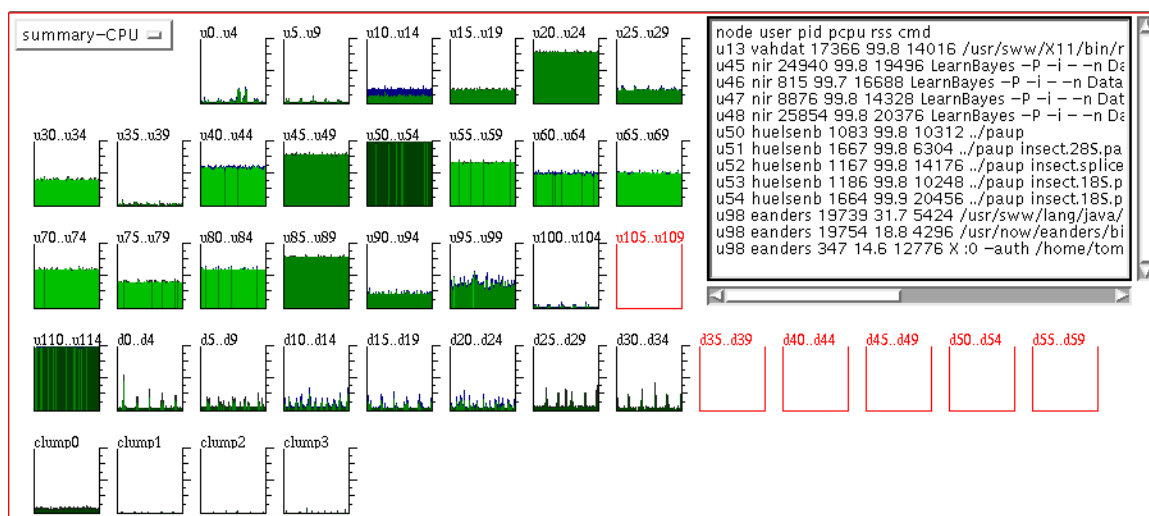 summary-CPU
u0..u4 u5..u9 u10..u14 u15..u19 u20..u24 u25..u29
u30..u34 u35..u39 u40..u44 u45..u49 u50..u54 u55..u59 u60..u64 u65..u69
u70..u74 u75..u79 u80..u84 u85..u89 u90..u94 u95..u99 u100..u104 u105..u109
u110..u114 d0..d4 d5..d9 d10..d14 d15..d19 d20..d24 d25..d29 d30..d34 d35..d39 d40..d44 d45..d49 d50..d54 d55..d59
clump0 clump1 clump2 clump3
node user pid pcpu rss cmd
u13 vahdat 17366 99.8 14016 /usr/sww/X11/bin/r
u45 nir 24940 99.8 19496 LearnBayes -P -i - -n Da
u46 nir 815 99.7 16688 LearnBayes -P -i - -n Data
u47 nir 8876 99.8 14328 LearnBayes -P -i - -n Dat
u48 nir 25854 99.8 20376 LearnBayes -P -i - -n Da
u50 huelsenb 1083 99.8 10312 ../paup
u51 huelsenb 1667 99.8 6304 ../paup insect.28S.pa
u52 huelsenb 1167 99.8 14176 ../paup insect.splice
u53 huelsenb 1186 99.8 10248 ../paup insect.18S.p
u54 huelsenb 1664 99.9 20456 ../paup insect.18S.p
u98 eanders 19739 31.7 5424 /usr/sww/lang/java/
u98 eanders 19754 18.8 4296 /usr/now/eanders/bi
u98 eanders 347 14.6 12776 X :0 -auth /home/tom